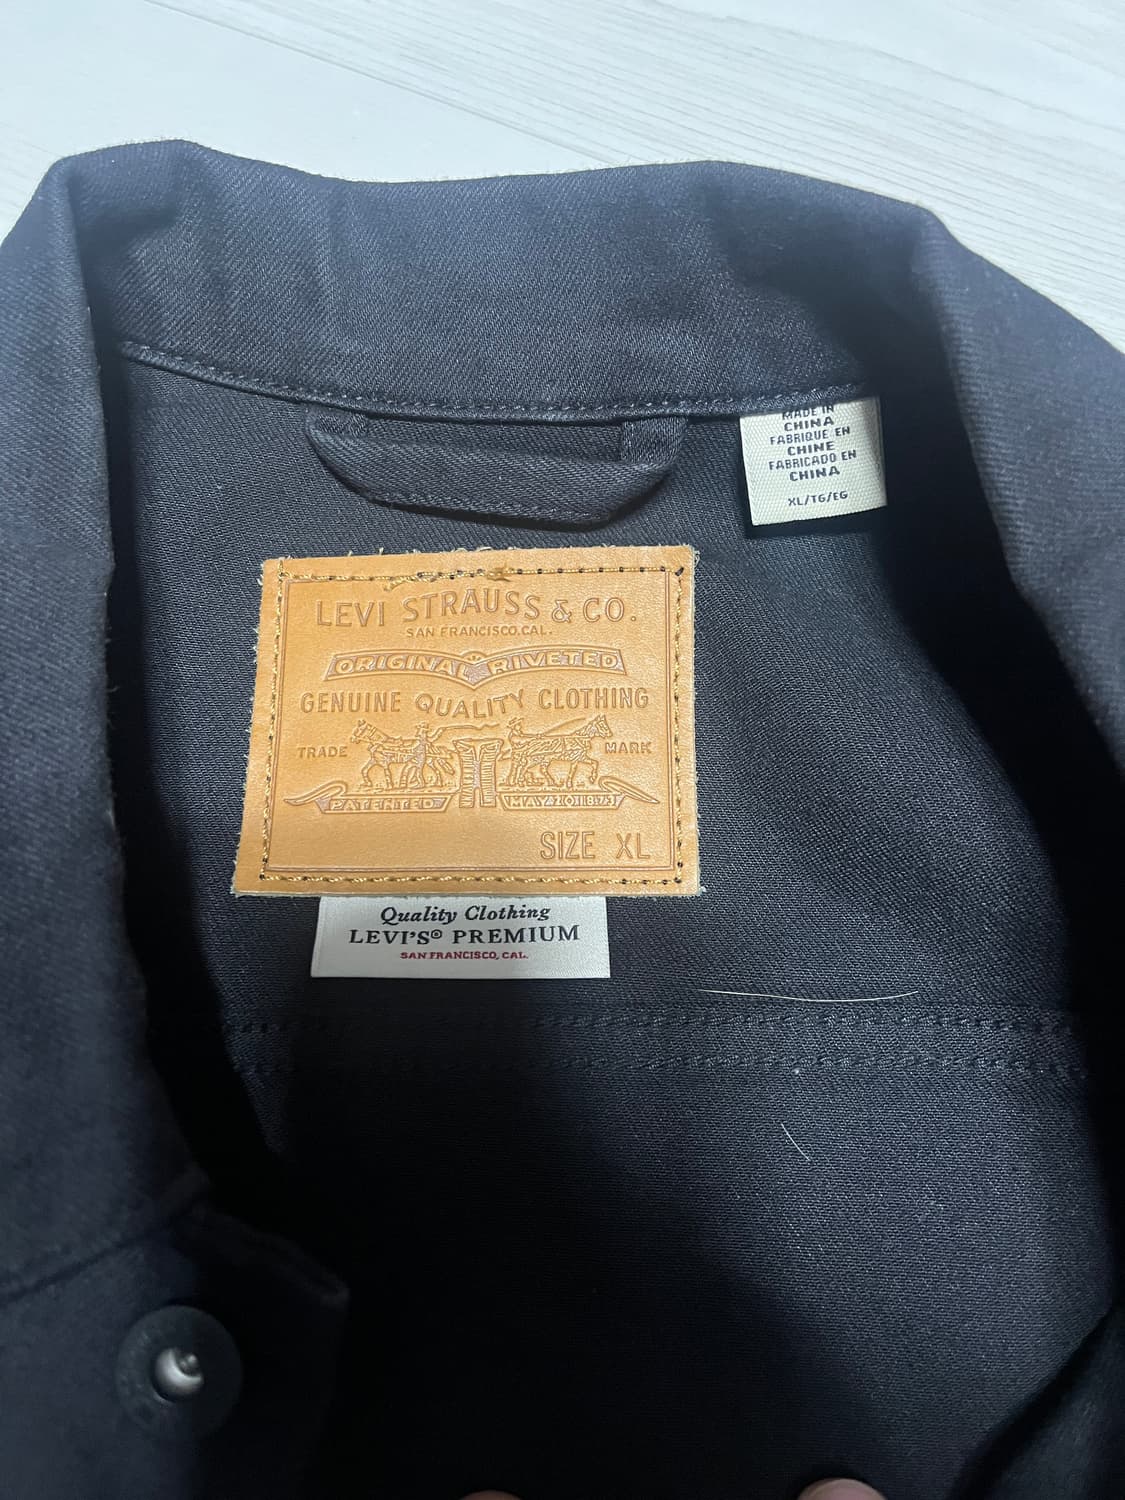 MADE IN
CHINA
FABRIQUE EN
CHINE
FABRICADO EN
CHINA
XL/TG/EG
LEVI STRAUSS & CO.
SAN FRANCISCO, CAL.
ORIGINAL RIVETED
GENUINE QUALITY CLOTHING
TRADE MARK
PATENTED MAY 20 1873
SIZE XL
Quality Clothing
LEVI'S® PREMIUM
SAN FRANCISCO, CAL.